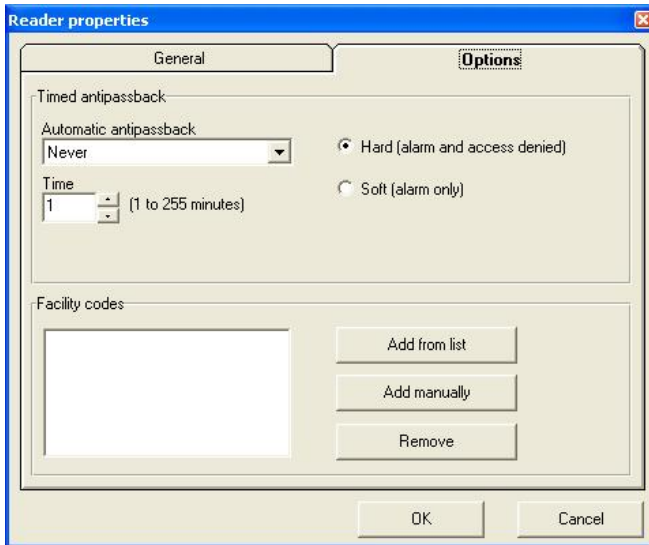 Reader properties
General
Options
Timed antipassback
Automatic antipassback
Never
Hard (alarm and access denied)
Time
1
(1 to 255 minutes)
Soft (alarm only)
Facility codes
Add from list
Add manually
Remove
OK
Cancel